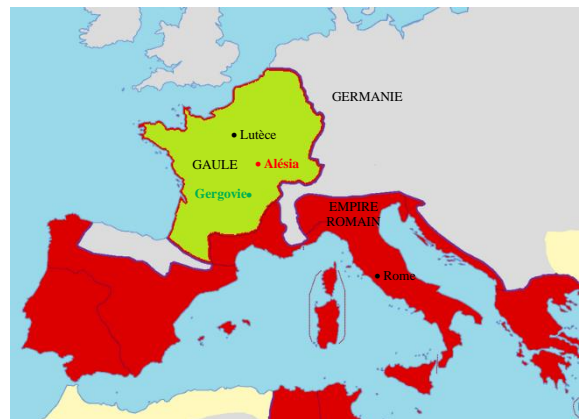 GERMANIE
Lutèce
GAULE
Alésia
Gergovie
EMPIRE
ROMAIN
Rome